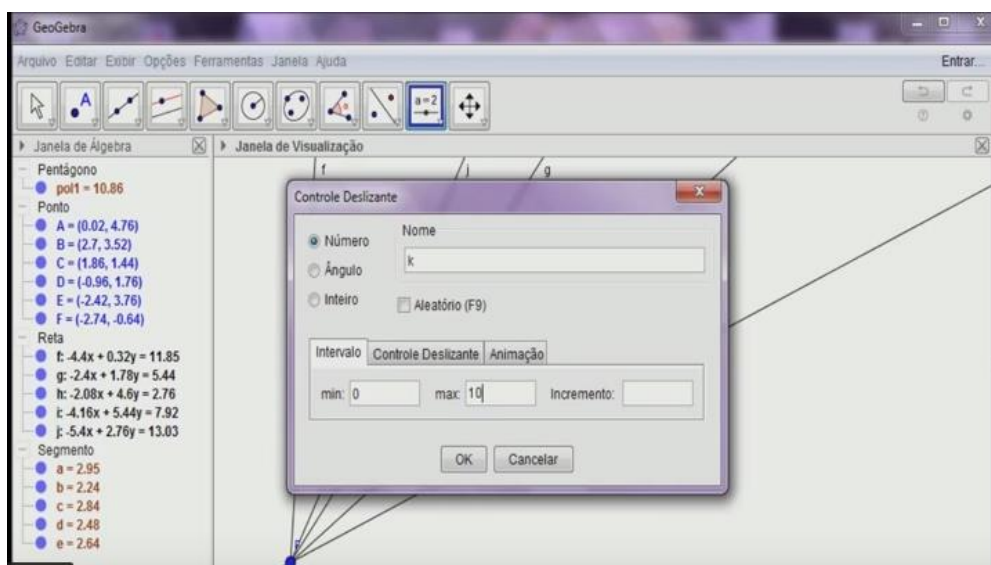 GeoGebra
Arquivo Editar Exibir Opções Ferramentas Janela Ajuda
Entrar...
A
a=2
Janela de Álgebra
Janela de Visualização
Pentágono
pol1 = 10.86
Ponto
A = (0.02, 4.76)
B = (2.7, 3.52)
C = (1.86, 1.44)
D = (-0.96, 1.76)
E = (-2.42, 3.76)
F = (-2.74, -0.64)
Reta
f: -4.4x + 0.32y = 11.85
g: -2.4x + 1.78y = 5.44
h: -2.08x + 4.6y = 2.76
i: -4.16x + 5.44y = 7.92
j: -5.4x + 2.76y = 13.03
Segmento
a = 2.95
b = 2.24
c = 2.84
d = 2.48
e = 2.64
f
j
g
Controle Deslizante
Número
Ângulo
Inteiro
Nome
k
Aleatório (F9)
Intervalo Controle Deslizante Animação
min: 0 max: 10 Incremento:
OK Cancelar
F